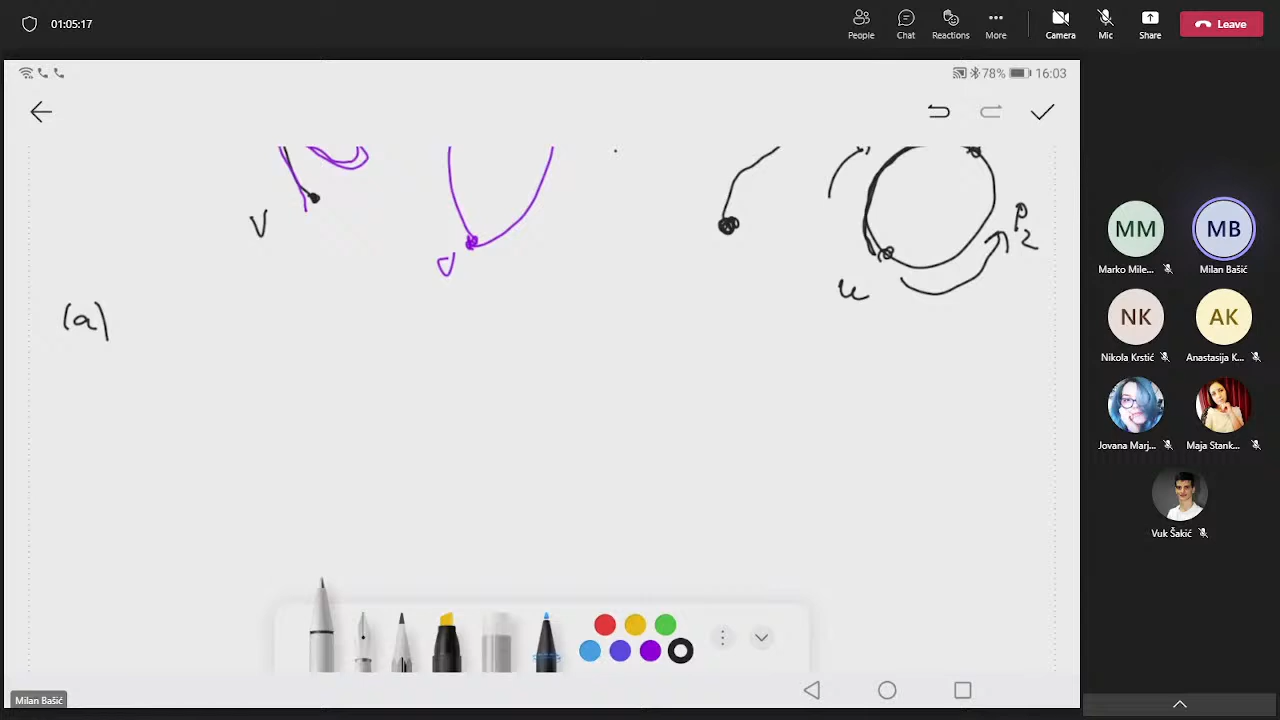 01:05:17
People
Chat
Reactions
More
Camera
Mic
Share
Leave
78% 16:03
V
v
u
P2
(a)
MM
Marko Mile...
MB
Milan Bašić
NK
Nikola Krstić
AK
Anastasija K...
Jovana Marj...
Maja Stank...
Vuk Šakić
Milan Bašić